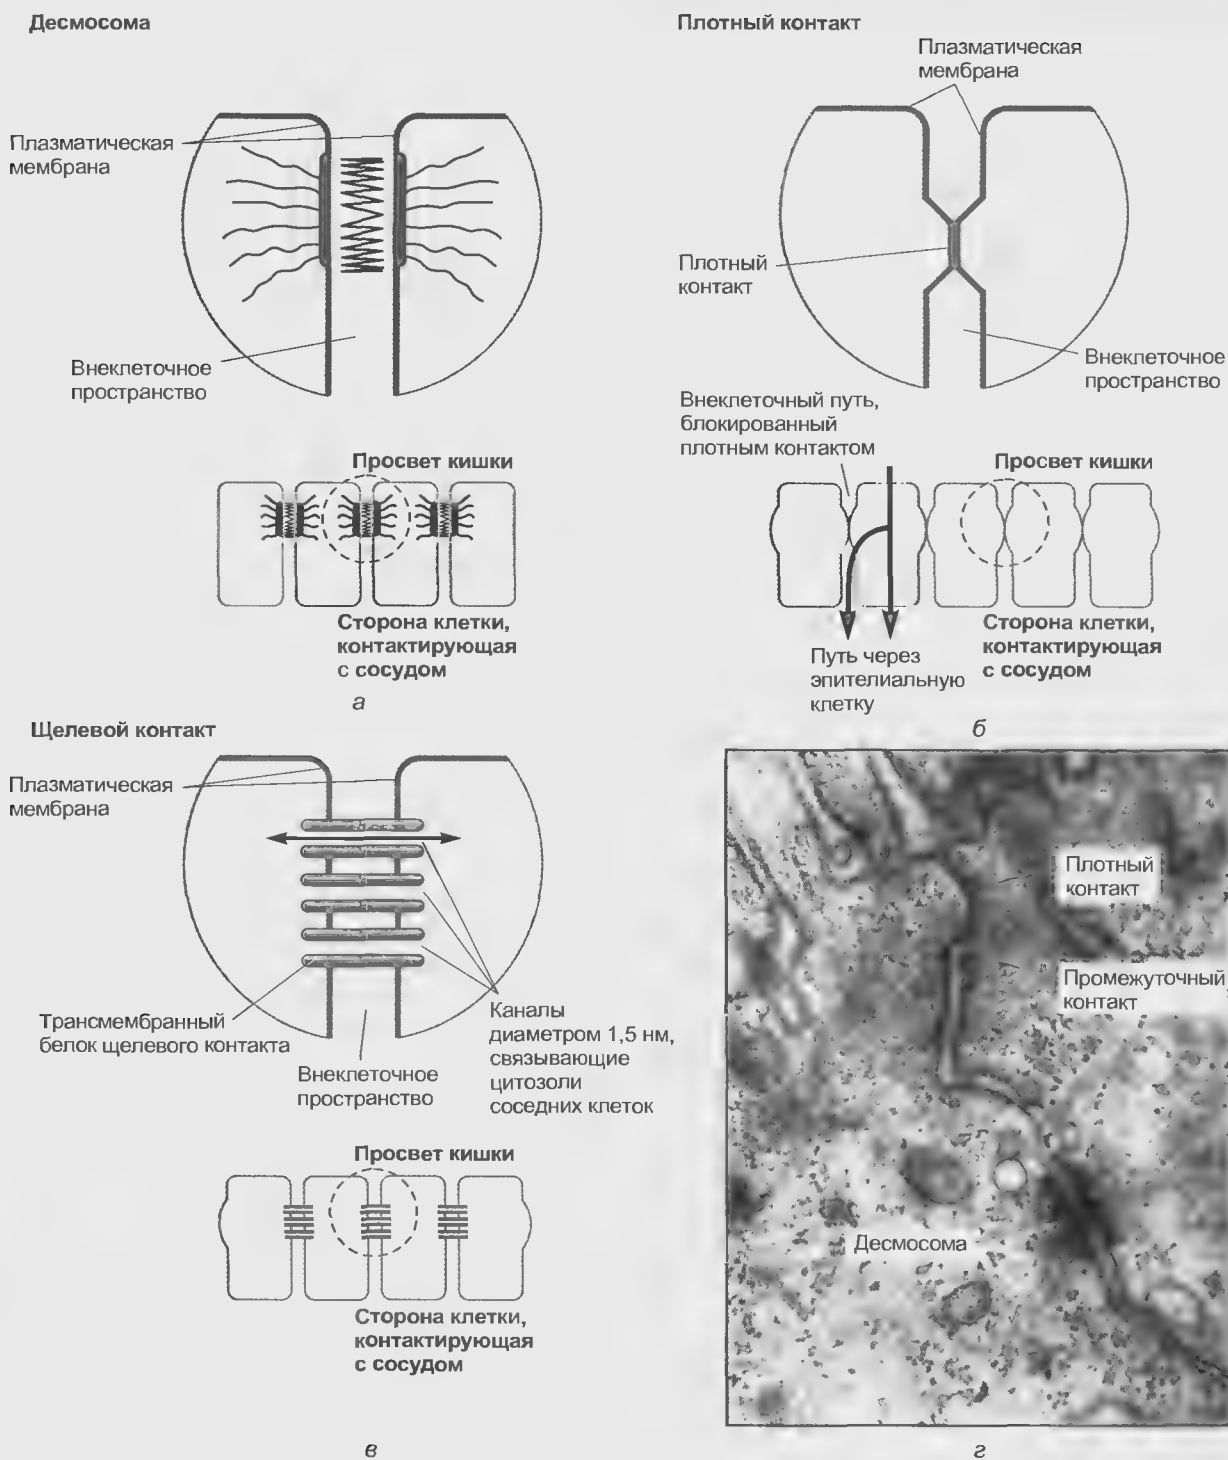 Десмосома
Плазматическая
мембрана
Внеклеточное
пространство
Просвет кишки
Сторона клетки,
контактирующая
с сосудом
а
Плотный контакт
Плазматическая
мембрана
Плотный
контакт
Внеклеточное
пространство
Внеклеточный путь,
блокированный
плотным контактом
Просвет кишки
Сторона клетки,
контактирующая
с сосудом
Путь через
эпителиальную
клетку
б
Щелевой контакт
Плазматическая
мембрана
Трансмембранный
белок щелевого контакта
Внеклеточное
пространство
Каналы
диаметром 1,5 нм,
связывающие
цитозоли
соседних клеток
Просвет кишки
Сторона клетки,
контактирующая
с сосудом
в
Плотный
контакт
Промежуточный
контакт
Десмосома
г